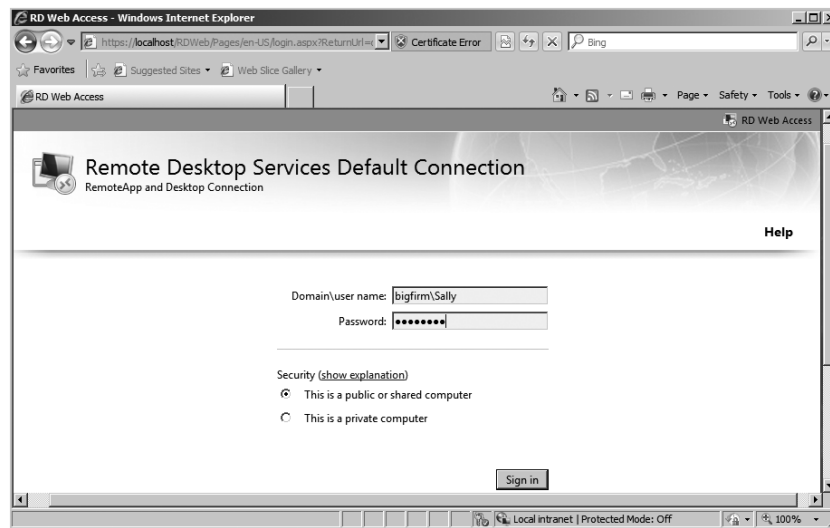 RD Web Access - Windows Internet Explorer
https://localhost/RDWeb/Pages/en-US/login.aspx?ReturnUrl= Certificate Error Bing
Favorites Suggested Sites Web Slice Gallery
RD Web Access Page Safety Tools
RD Web Access
Remote Desktop Services Default Connection
RemoteApp and Desktop Connection
Help
Domain\user name: bigfirm\Sally
Password: ●●●●●●●●
Security (show explanation)
This is a public or shared computer
This is a private computer
Sign in
Local intranet | Protected Mode: Off 100%